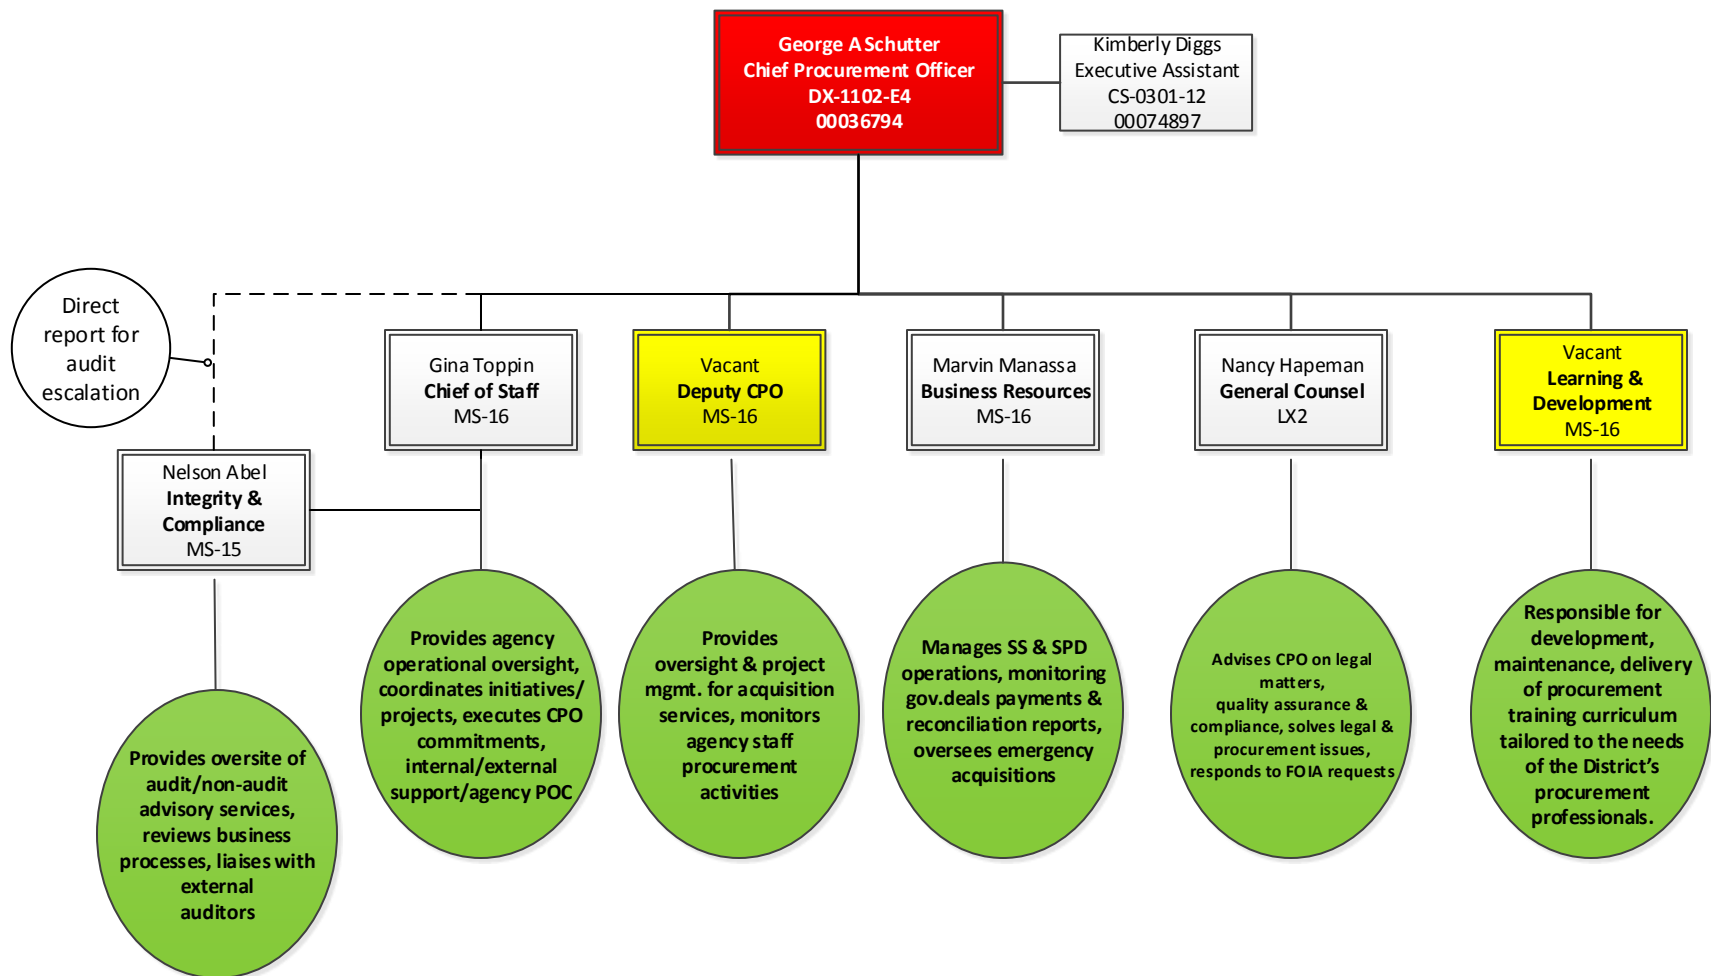 George A Schutter
Chief Procurement Officer
DX-1102-E4
00036794
Kimberly Diggs
Executive Assistant
CS-0301-12
00074897
Direct
report for
audit
escalation
Gina Toppin
Chief of Staff
MS-16
Vacant
Deputy CPO
MS-16
Marvin Manassa
Business Resources
MS-16
Nancy Hapeman
General Counsel
LX2
Vacant
Learning &
Development
MS-16
Nelson Abel
Integrity &
Compliance
MS-15
Provides oversite of
audit/non-audit
advisory services,
reviews business
processes, liaises with
external
auditors
Provides agency
operational oversight,
coordinates initiatives/
projects, executes CPO
commitments,
internal/external
support/agency POC
Provides
oversight & project
mgmt. for acquisition
services, monitors
agency staff
procurement
activities
Manages SS & SPD
operations, monitoring
gov.deals payments &
reconciliation reports,
oversees emergency
acquisitions
Advises CPO on legal
matters,
quality assurance &
compliance, solves legal &
procurement issues,
responds to FOIA requests
Responsible for
development,
maintenance, delivery
of procurement
training curriculum
tailored to the needs
of the District’s
procurement
professionals.